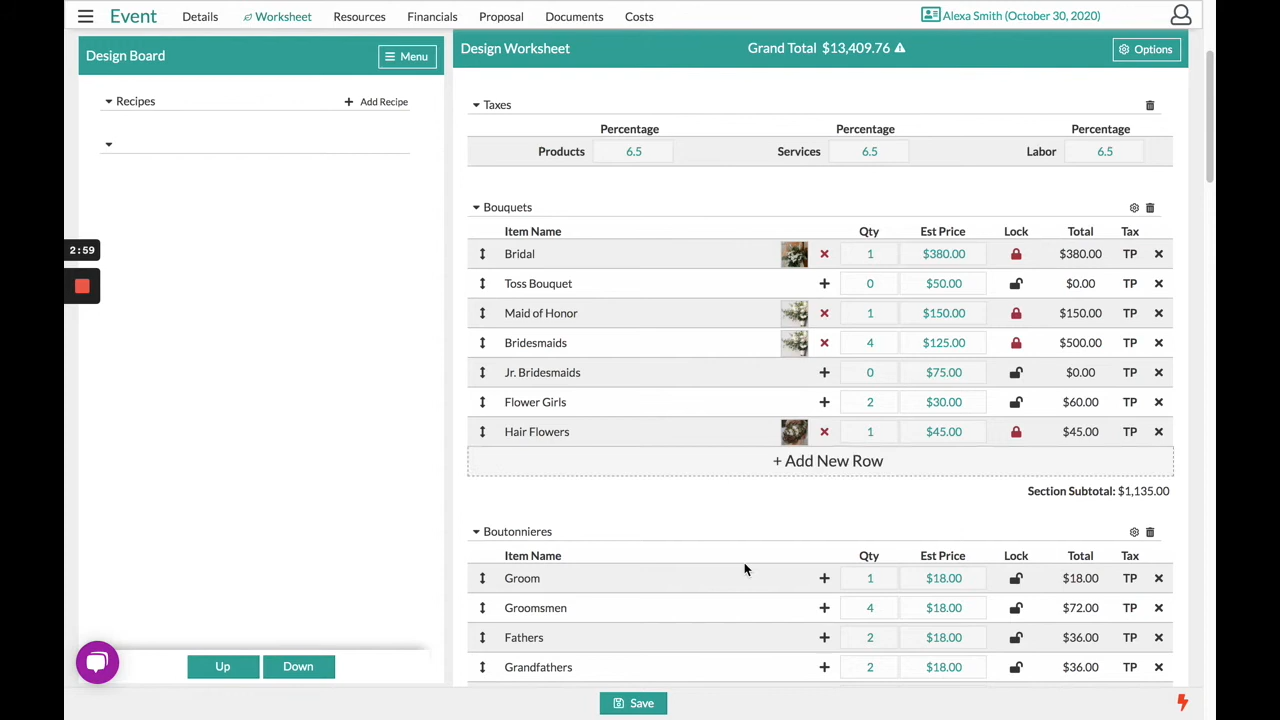 Event Details Worksheet Resources Financials Proposal Documents Costs Alexa Smith (October 30, 2020)
Design Board Menu
Recipes + Add Recipe
2:59
Up Down
Design Worksheet Grand Total $13,409.76 Options
Taxes
Percentage Percentage Percentage
Products 6.5 Services 6.5 Labor 6.5
Bouquets
Item Name Qty Est Price Lock Total Tax
Bridal 1 $380.00 $380.00 TP
Toss Bouquet 0 $50.00 $0.00 TP
Maid of Honor 1 $150.00 $150.00 TP
Bridesmaids 4 $125.00 $500.00 TP
Jr. Bridesmaids 0 $75.00 $0.00 TP
Flower Girls 2 $30.00 $60.00 TP
Hair Flowers 1 $45.00 $45.00 TP
+ Add New Row
Section Subtotal: $1,135.00
Boutonnieres
Item Name Qty Est Price Lock Total Tax
Groom 1 $18.00 $18.00 TP
Groomsmen 4 $18.00 $72.00 TP
Fathers 2 $18.00 $36.00 TP
Grandfathers 2 $18.00 $36.00 TP
Save